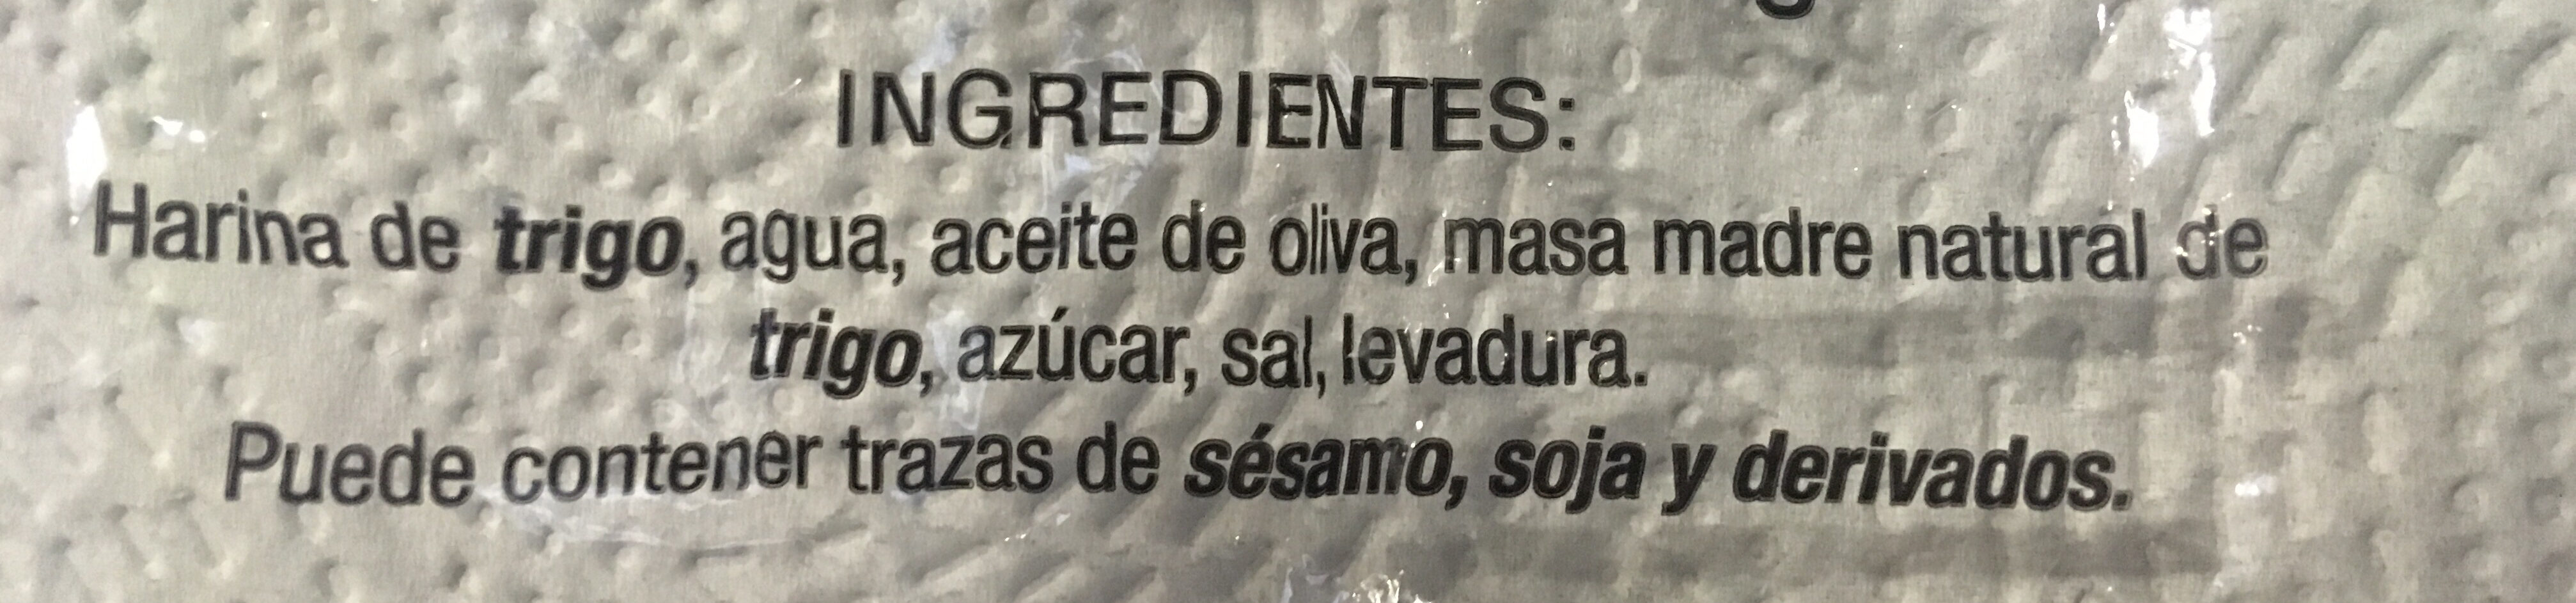 INGREDIENTES:
Harina de trigo, agua, aceite de oliva, masa madre natural de
trigo, azúcar, sal, levadura.
Puede contener trazas de sésamo, soja y derivados.